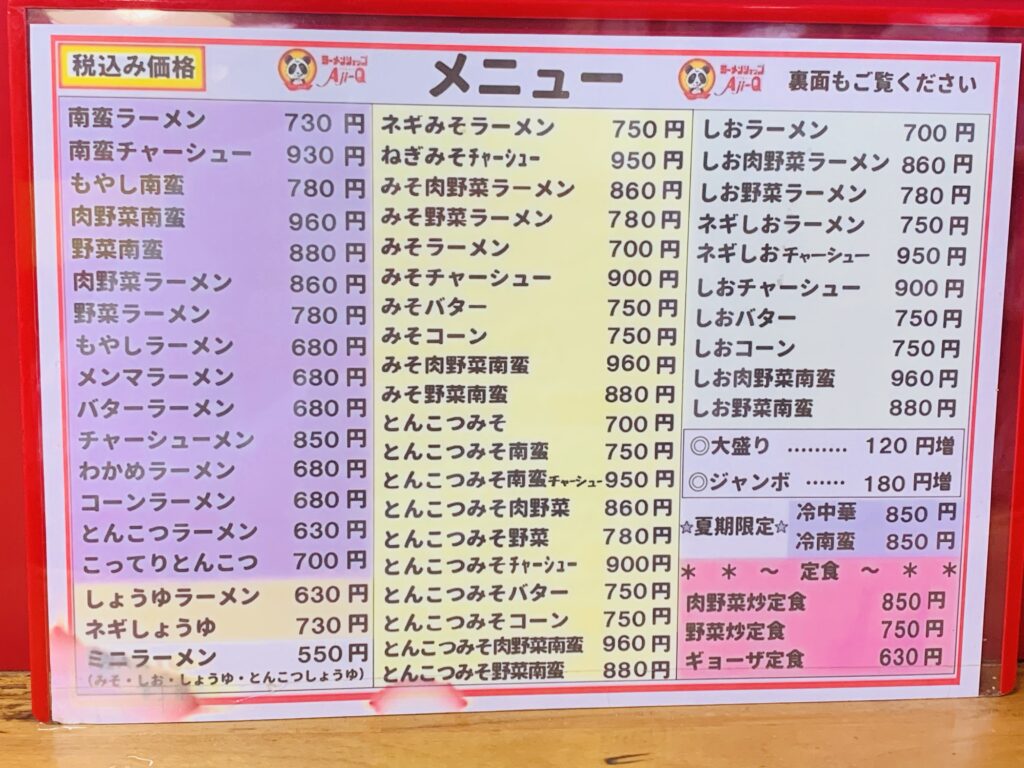 税込み価格
ラーメンショップ
Aji-Q
メニュー
ラーメンショップ
Aji-Q
裏面もご覧ください
南蛮ラーメン 730 円
南蛮チャーシュー 930 円
もやし南蛮 780 円
肉野菜南蛮 960 円
野菜南蛮 880 円
肉野菜ラーメン 860 円
野菜ラーメン 780 円
もやしラーメン 680 円
メンマラーメン 680 円
バターラーメン 680 円
チャーシューメン 850 円
わかめラーメン 680 円
コーンラーメン 680 円
とんこつラーメン 630 円
こってりとんこつ 700 円
しょうゆラーメン 630 円
ネギしょうゆ 730 円
ミニラーメン 550 円
(みそ・しお・しょうゆ・とんこつしょうゆ)
ネギみそラーメン 750 円
ねぎみそチャーシュー 950 円
みそ肉野菜ラーメン 860 円
みそ野菜ラーメン 780 円
みそラーメン 700 円
みそチャーシュー 900 円
みそバター 750 円
みそコーン 750 円
みそ肉野菜南蛮 960 円
みそ野菜南蛮 880 円
とんこつみそ 700 円
とんこつみそ南蛮 750 円
とんこつみそ南蛮チャーシュー 950 円
とんこつみそ肉野菜 860 円
とんこつみそ野菜 780 円
とんこつみそチャーシュー 900 円
とんこつみそバター 750 円
とんこつみそコーン 750 円
とんこつみそ肉野菜南蛮 960 円
とんこつみそ野菜南蛮 880 円
しおラーメン 700 円
しお肉野菜ラーメン 860 円
しお野菜ラーメン 780 円
ネギしおラーメン 750 円
ネギしおチャーシュー 950 円
しおチャーシュー 900 円
しおバター 750 円
しおコーン 750 円
しお肉野菜南蛮 960 円
しお野菜南蛮 880 円
◎大盛り ……… 120 円増
◎ジャンボ …… 180 円増
☆夏期限定☆
冷中華 850 円
冷南蛮 850 円
＊ ＊ ～ 定食 ～ ＊ ＊
肉野菜炒定食 850 円
野菜炒定食 750 円
ギョーザ定食 630 円